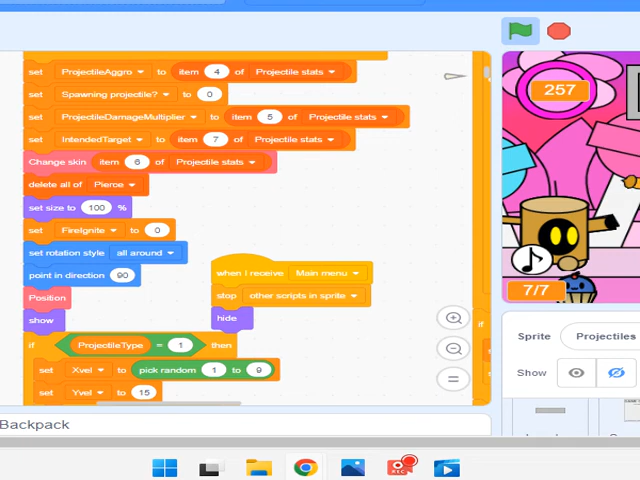 set ProjectileAggro to item 4 of Projectile stats
set Spawning projectile? to 0
set ProjectileDamageMultiplier to item 5 of Projectile stats
set IntendedTarget to item 7 of Projectile stats
Change skin item 6 of Projectile stats
delete all of Pierce
set size to 100 %
set FireIgnite to 0
set rotation style all around
point in direction 90
Position
show
if ProjectileType = 1 then
set Xvel to pick random 1 to 9
set Yvel to 15
when I receive Main menu
stop other scripts in sprite
hide
if
257
7/7
Sprite Projectiles
Show
Backpack